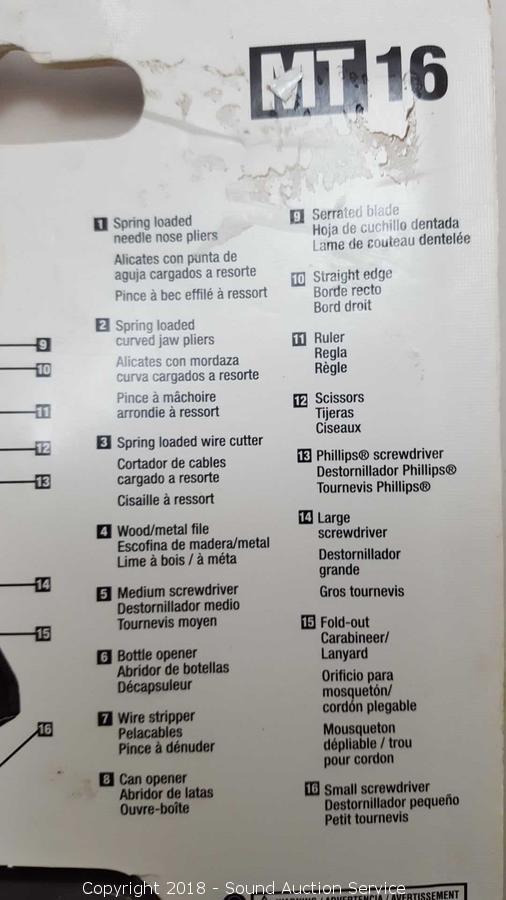 MT 16
1 Spring loaded
needle nose pliers
Alicates con punta de
aguja cargados a resorte
Pince à bec effilé à ressort
2 Spring loaded
curved jaw pliers
Alicates con mordaza
curva cargados a resorte
Pince à mâchoire
arrondie à ressort
3 Spring loaded wire cutter
Cortador de cables
cargado a resorte
Cisaille à ressort
4 Wood/metal file
Escofina de madera/metal
Lime à bois / à méta
5 Medium screwdriver
Destornillador medio
Tournevis moyen
6 Bottle opener
Abridor de botellas
Décapsuleur
7 Wire stripper
Pelacables
Pince à dénuder
8 Can opener
Abridor de latas
Ouvre-boîte
9 Serrated blade
Hoja de cuchillo dentada
Lame de couteau dentelée
10 Straight edge
Borde recto
Bord droit
11 Ruler
Regla
Règle
12 Scissors
Tijeras
Ciseaux
13 Phillips® screwdriver
Destornillador Phillips®
Tournevis Phillips®
14 Large
screwdriver
Destornillador
grande
Gros tournevis
15 Fold-out
Carabineer/
Lanyard
Orificio para
mosquetón/
cordón plegable
Mousqueton
dépliable / trou
pour cordon
16 Small screwdriver
Destornillador pequeño
Petit tournevis
9
10
11
12
13
14
15
16
WARNING / ADVERTENCIA / AVERTISSEMENT
Copyright 2018 - Sound Auction Service